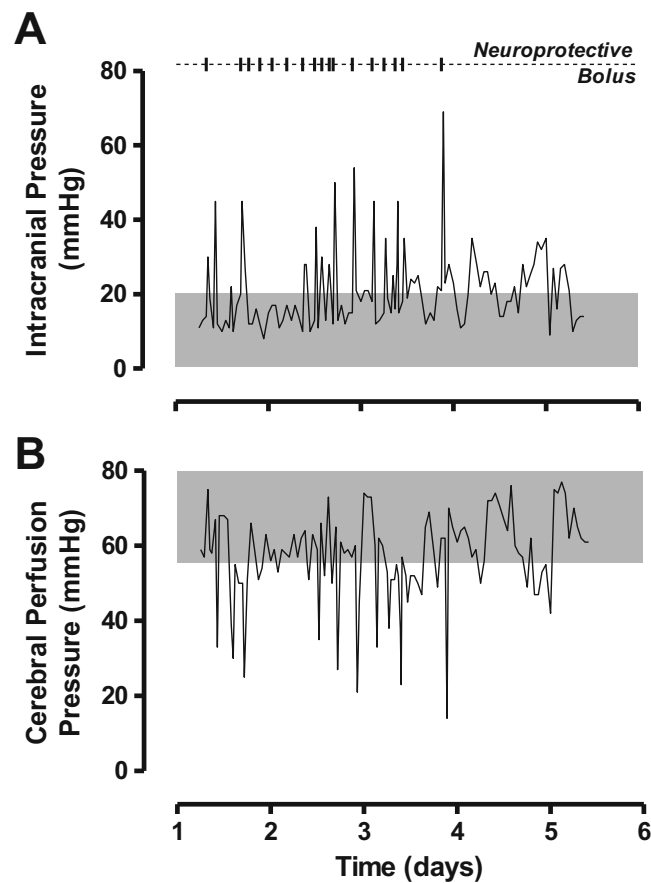 A
Neuroprotective
Bolus
Intracranial Pressure
(mmHg)
80
60
40
20
0
B
Cerebral Perfusion
Pressure (mmHg)
80
60
40
20
0
1 2 3 4 5 6
Time (days)